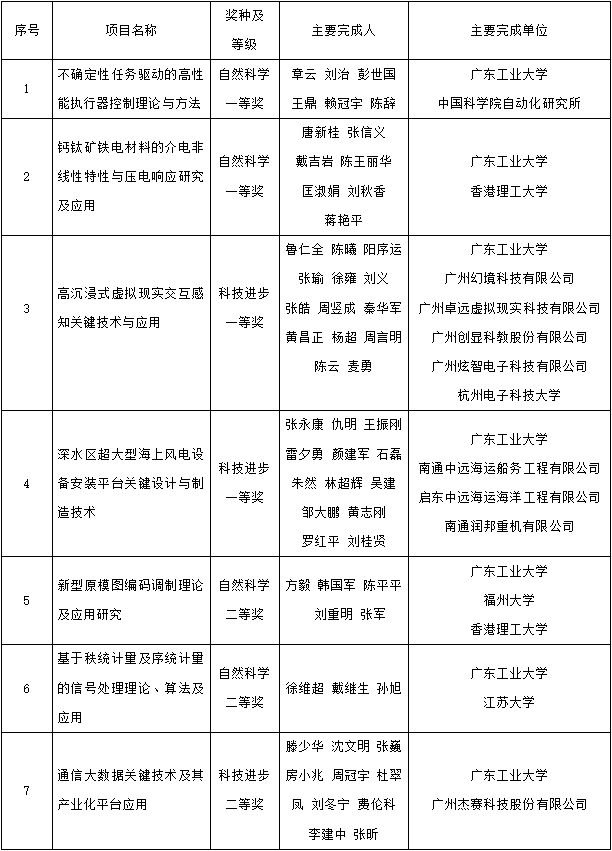 序号
项目名称
奖种及
等级
主要完成人
主要完成单位
1
不确定性任务驱动的高性
能执行器控制理论与方法
自然科学
一等奖
章云 刘治 彭世国
王鼎 赖冠宇 陈辞
广东工业大学
中国科学院自动化研究所
2
钙钛矿铁电材料的介电非
线性特性与压电响应研究
及应用
自然科学
一等奖
唐新桂 张信义
戴吉岩 陈王丽华
匡淑娟 刘秋香
蒋艳平
广东工业大学
香港理工大学
3
高沉浸式虚拟现实交互感
知关键技术与应用
科技进步
一等奖
鲁仁全 陈曦 阳序运
张瑜 徐雍 刘义
张皓 周竖成 秦华军
黄昌正 杨超 周言明
陈云 麦勇
广东工业大学
广州幻境科技有限公司
广州卓远虚拟现实科技有限公司
广州创显科教股份有限公司
广州炫智电子科技有限公司
杭州电子科技大学
4
深水区超大型海上风电设
备安装平台关键设计与制
造技术
科技进步
一等奖
张永康 仇明 王振刚
雷夕勇 颜建军 石磊
朱然 林超辉 吴建
邹大鹏 黄志刚
罗红平 刘桂贤
广东工业大学
南通中远海运船务工程有限公司
启东中远海运海洋工程有限公司
南通润邦重机有限公司
5
新型原模图编码调制理论
及应用研究
自然科学
二等奖
方毅 韩国军 陈平平
刘重明 张军
广东工业大学
福州大学
香港理工大学
6
基于秩统计量及序统计量
的信号处理理论、算法及
应用
自然科学
二等奖
徐维超 戴继生 孙旭
广东工业大学
江苏大学
7
通信大数据关键技术及其
产业化平台应用
科技进步
二等奖
滕少华 沈文明 张巍
房小兆 周冠宇 杜翠
凤 刘冬宁 费伦科
李建中 张昕
广东工业大学
广州杰赛科技股份有限公司